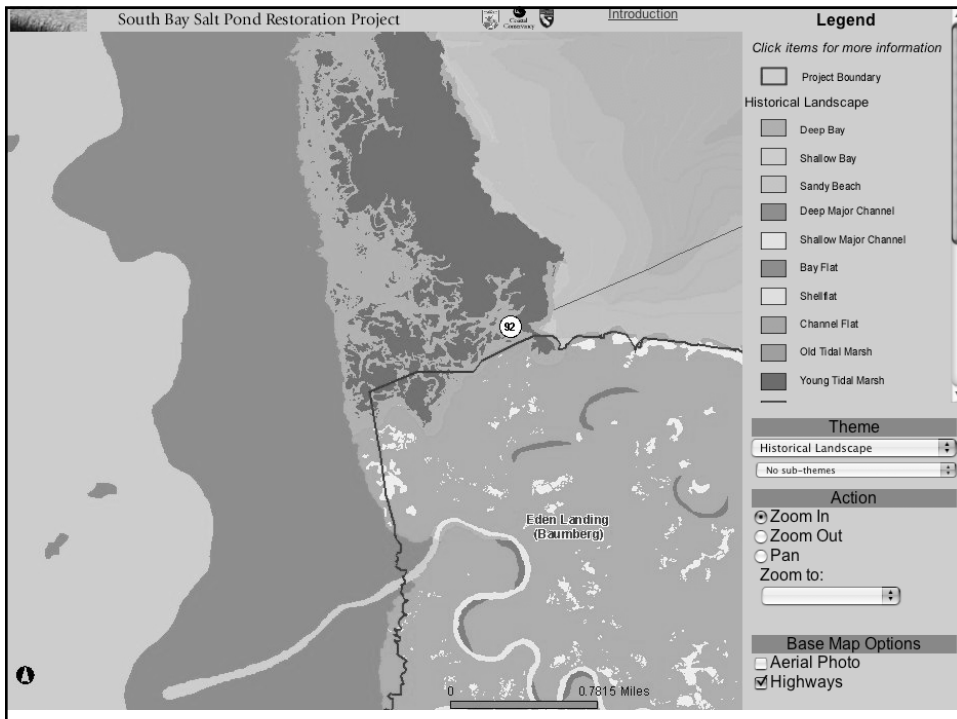 South Bay Salt Pond Restoration Project
Coastal
Conservancy
Introduction
92
Eden Landing
(Baumberg)
0 0.7815 Miles
Legend
Click items for more information
Project Boundary
Historical Landscape
Deep Bay
Shallow Bay
Sandy Beach
Deep Major Channel
Shallow Major Channel
Bay Flat
Shellflat
Channel Flat
Old Tidal Marsh
Young Tidal Marsh
Theme
Historical Landscape
No sub-themes
Action
Zoom In
Zoom Out
Pan
Zoom to:
Base Map Options
Aerial Photo
Highways